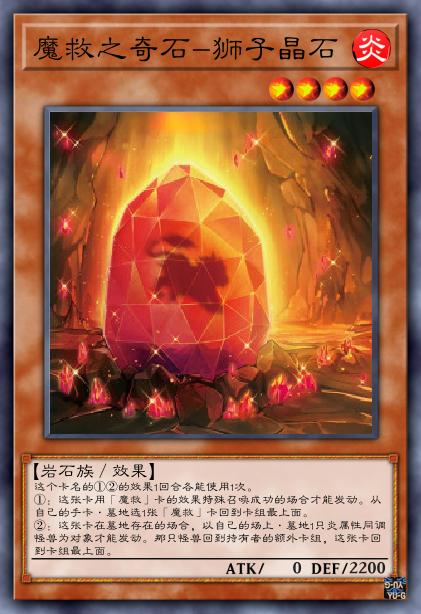 魔救之奇石-狮子晶石 炎
【岩石族/效果】
这个卡名的①②的效果1回合各能使用1次。
①：这张卡用「魔救」卡的效果特殊召唤成功的场合才能发动。从
自己的手卡·墓地选1张「魔救」卡回到卡组最上面。
②：这张卡在墓地存在的场合，以自己的场上·墓地1只炎属性同调
怪兽为对象才能发动。那只怪兽回到持有者的额外卡组，这张卡回
到卡组最上面。
ATK/ 0 DEF/2200